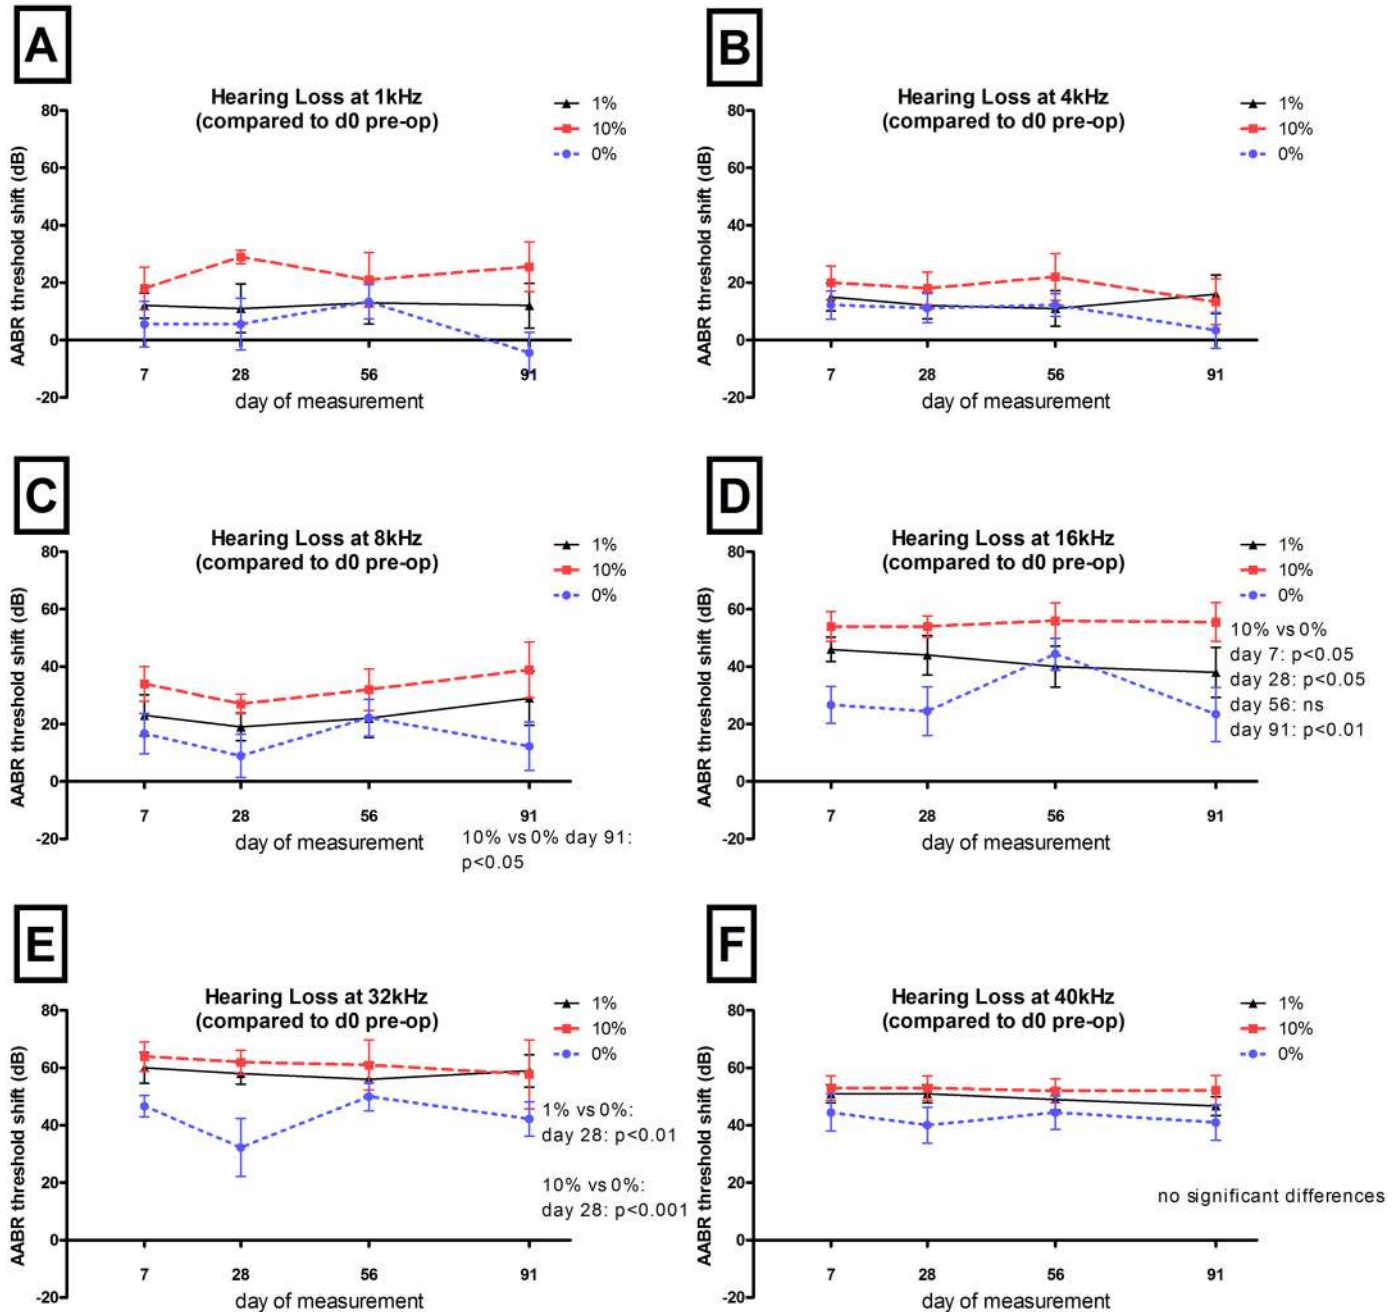 A
Hearing Loss at 1kHz
(compared to d0 pre-op)
1%
10%
0%
AABR threshold shift (dB)
80
60
40
20
0
-20
7
28
56
91
day of measurement
B
Hearing Loss at 4kHz
(compared to d0 pre-op)
1%
10%
0%
AABR threshold shift (dB)
80
60
40
20
0
-20
7
28
56
91
day of measurement
C
Hearing Loss at 8kHz
(compared to d0 pre-op)
1%
10%
0%
AABR threshold shift (dB)
80
60
40
20
0
-20
7
28
56
91
day of measurement
10% vs 0% day 91:
p<0.05
D
Hearing Loss at 16kHz
(compared to d0 pre-op)
1%
10%
0%
10% vs 0%
day 7: p<0.05
day 28: p<0.05
day 56: ns
day 91: p<0.01
AABR threshold shift (dB)
80
60
40
20
0
-20
7
28
56
91
day of measurement
E
Hearing Loss at 32kHz
(compared to d0 pre-op)
1%
10%
0%
1% vs 0%:
day 28: p<0.01
10% vs 0%:
day 28: p<0.001
AABR threshold shift (dB)
80
60
40
20
0
-20
7
28
56
91
day of measurement
F
Hearing Loss at 40kHz
(compared to d0 pre-op)
1%
10%
0%
no significant differences
AABR threshold shift (dB)
80
60
40
20
0
-20
7
28
56
91
day of measurement